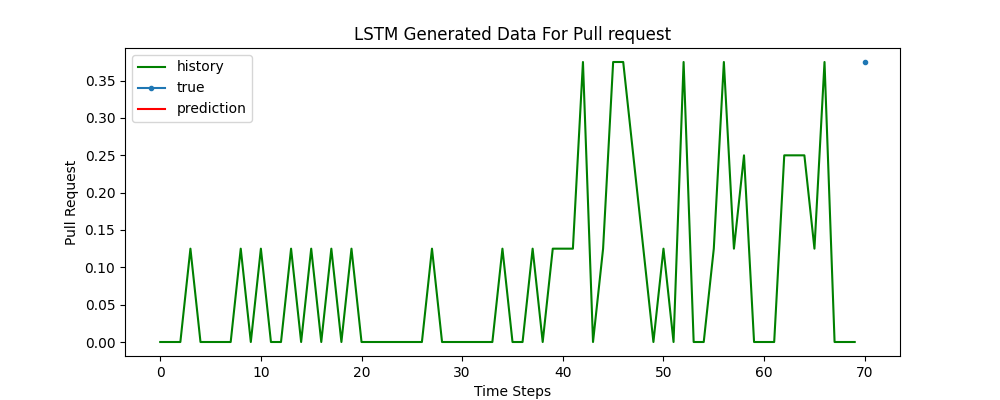 LSTM Generated Data For Pull request
history
true
prediction
0.35
0.30
0.25
0.20
0.15
0.10
0.05
0.00
Pull Request
0 10 20 30 40 50 60 70
Time Steps